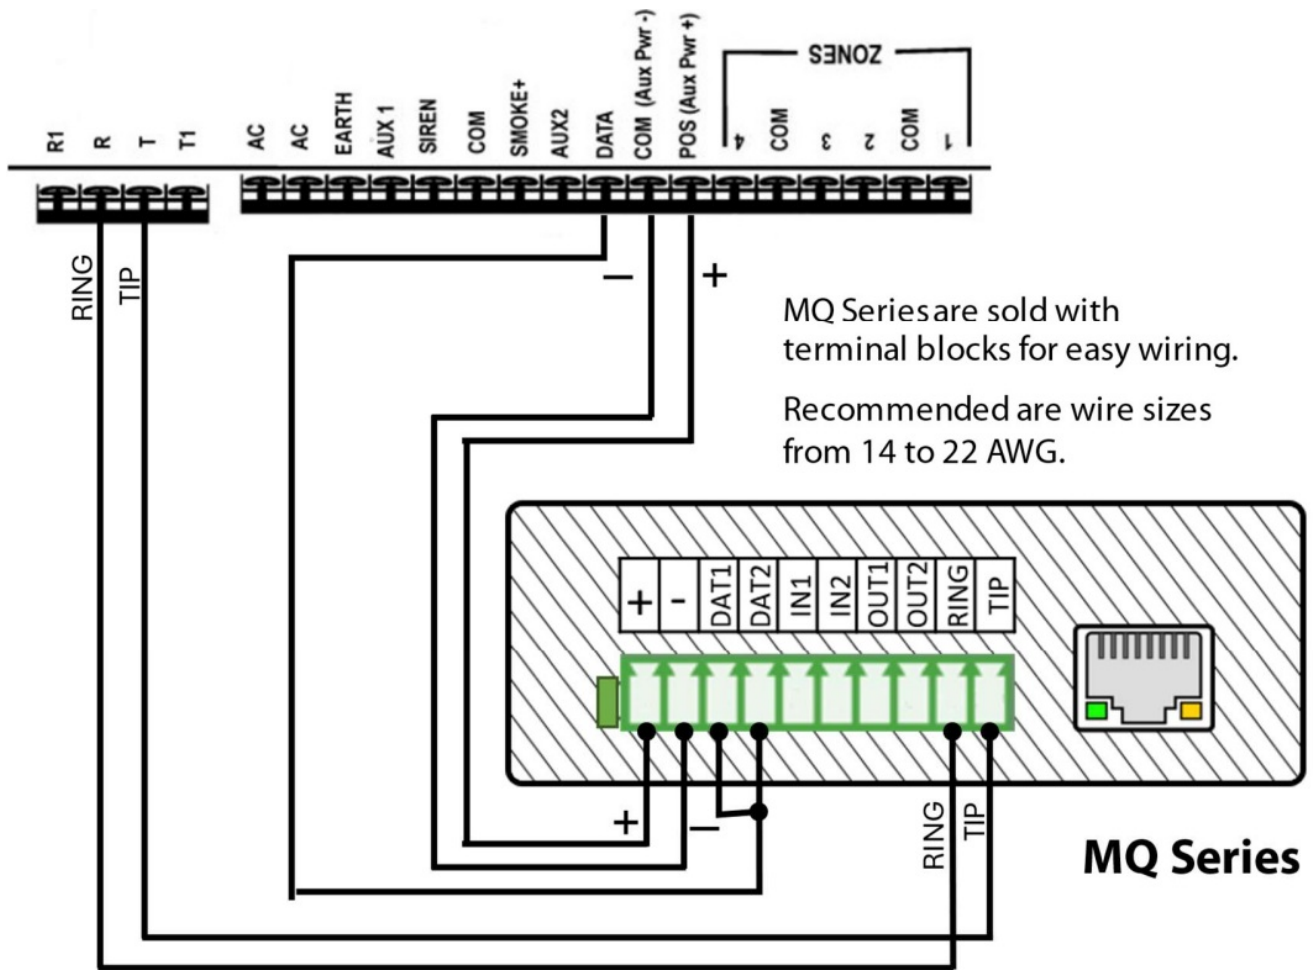 ZONES
R1 R T T1 AC AC EARTH AUX 1 SIREN COM SMOKE+ AUX2 DATA COM (Aux Pwr -) POS (Aux Pwr +) 4 COM 3 2 COM 1
RING TIP
− +
MQ Series are sold with
terminal blocks for easy wiring.
Recommended are wire sizes
from 14 to 22 AWG.
+ - DAT1 DAT2 IN1 IN2 OUT1 OUT2 RING TIP
+ − RING TIP
MQ Series